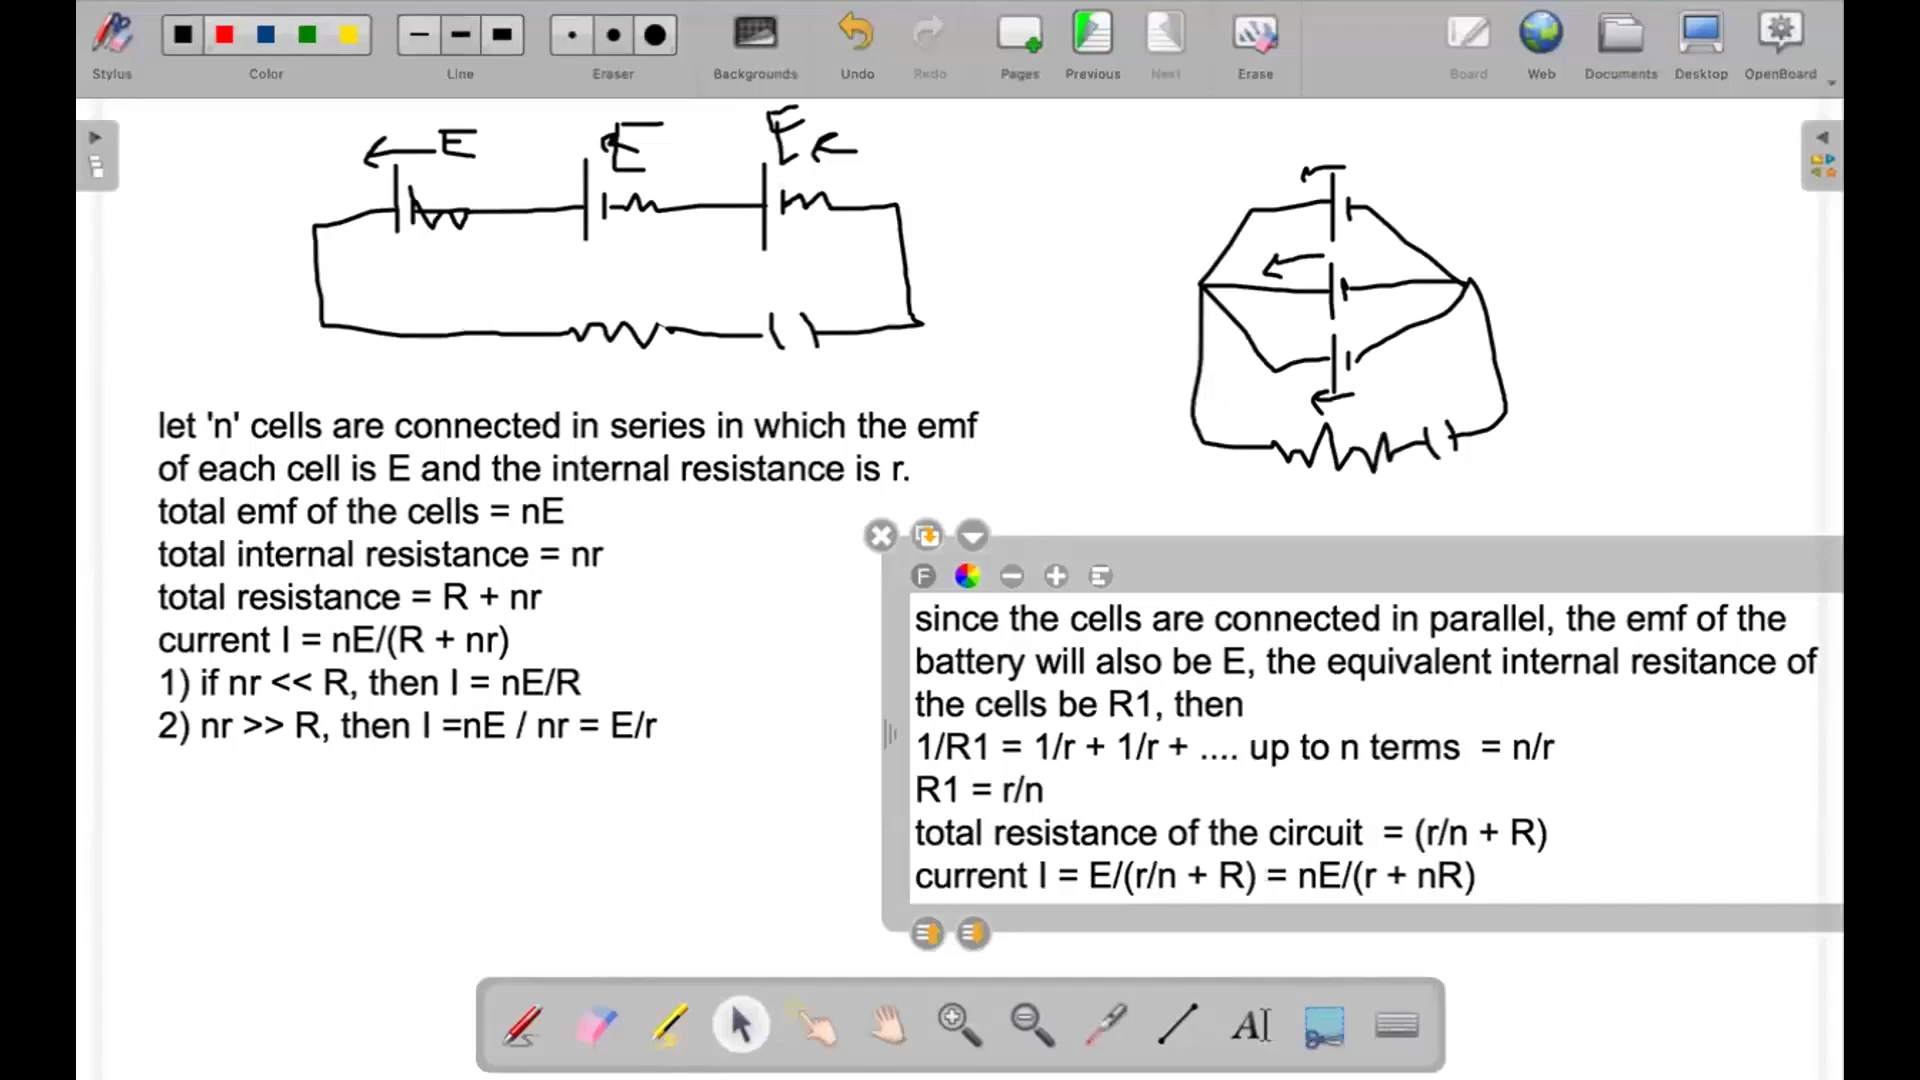 Stylus Color Line Eraser Backgrounds Undo Redo Pages Previous Next Erase Board Web Documents Desktop OpenBoard
E E E
let 'n' cells are connected in series in which the emf
of each cell is E and the internal resistance is r.
total emf of the cells = nE
total internal resistance = nr
total resistance = R + nr
current I = nE/(R + nr)
1) if nr << R, then I = nE/R
2) nr >> R, then I =nE / nr = E/r
F
since the cells are connected in parallel, the emf of the
battery will also be E, the equivalent internal resitance of
the cells be R1, then
1/R1 = 1/r + 1/r + .... up to n terms  = n/r
R1 = r/n
total resistance of the circuit  = (r/n + R)
current I = E/(r/n + R) = nE/(r + nR)
AI